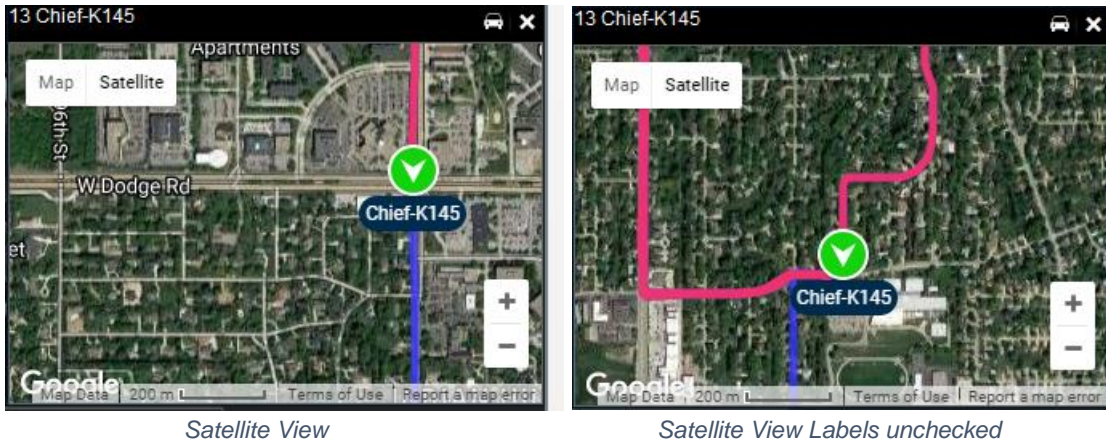 13 Chief-K145
Apartments
Map Satellite
W Dodge Rd
Chief-K145
et
Google
Map Data 200 m Terms of Use Report a map error
Satellite View
13 Chief-K145
Map Satellite
Chief-K145
Google
Map Data 200 m Terms of Use Report a map error
Satellite View Labels unchecked